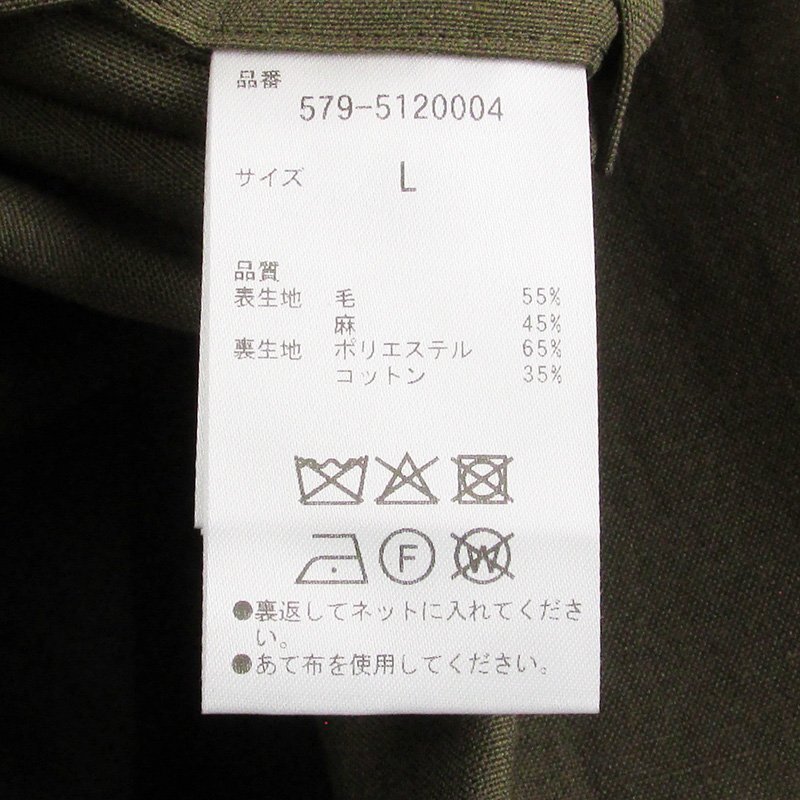 品番
579-5120004
サイズ L
品質
表生地 毛 55%
麻 45%
裏生地 ポリエステル 65%
コットン 35%
F W
●裏返してネットに入れてくださ
い。
●あて布を使用してください。